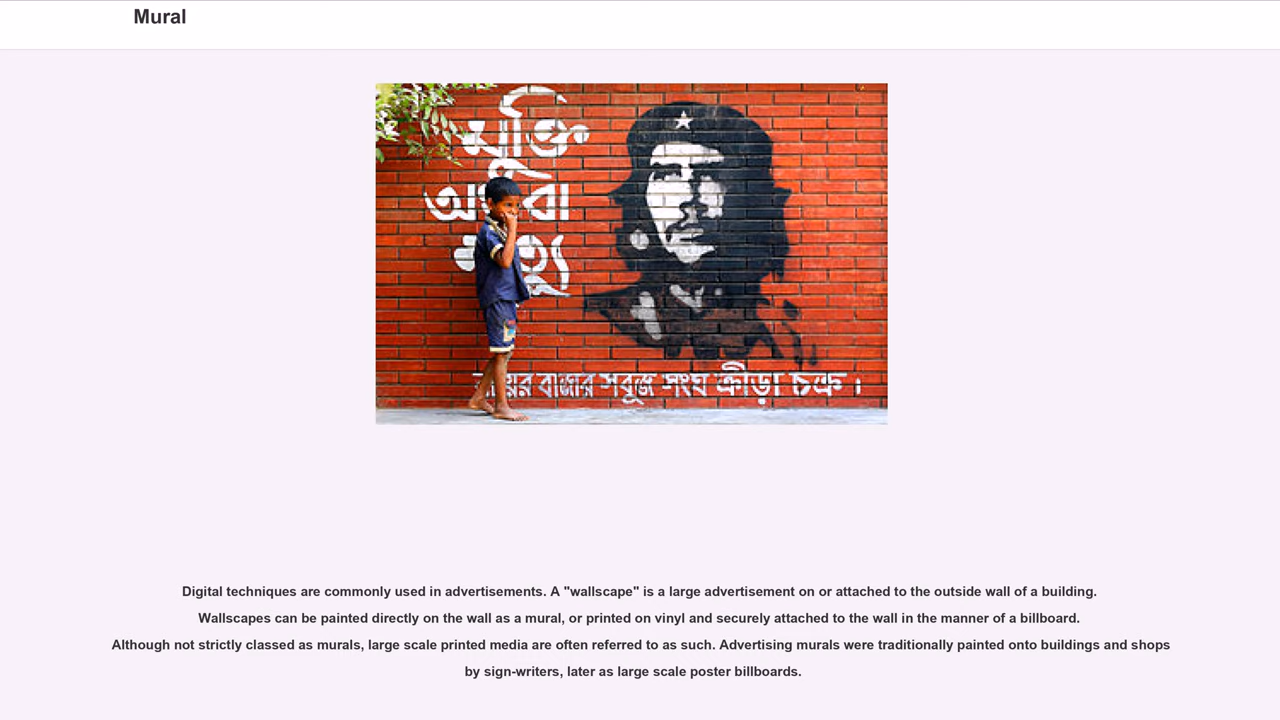 Mural
মুক্তি
বাজার সবুজ সংঘ ক্রীড়া চক্র ।
Digital techniques are commonly used in advertisements. A "wallscape" is a large advertisement on or attached to the outside wall of a building.
Wallscapes can be painted directly on the wall as a mural, or printed on vinyl and securely attached to the wall in the manner of a billboard.
Although not strictly classed as murals, large scale printed media are often referred to as such. Advertising murals were traditionally painted onto buildings and shops
by sign-writers, later as large scale poster billboards.